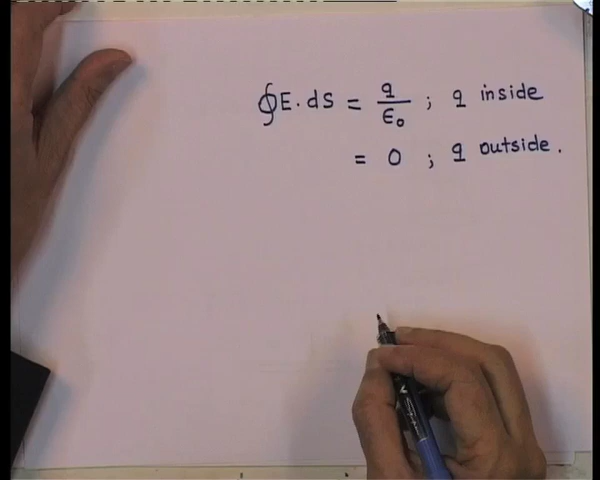 ∮E.ds = q/ε₀ ; q inside
= 0 ; q outside.